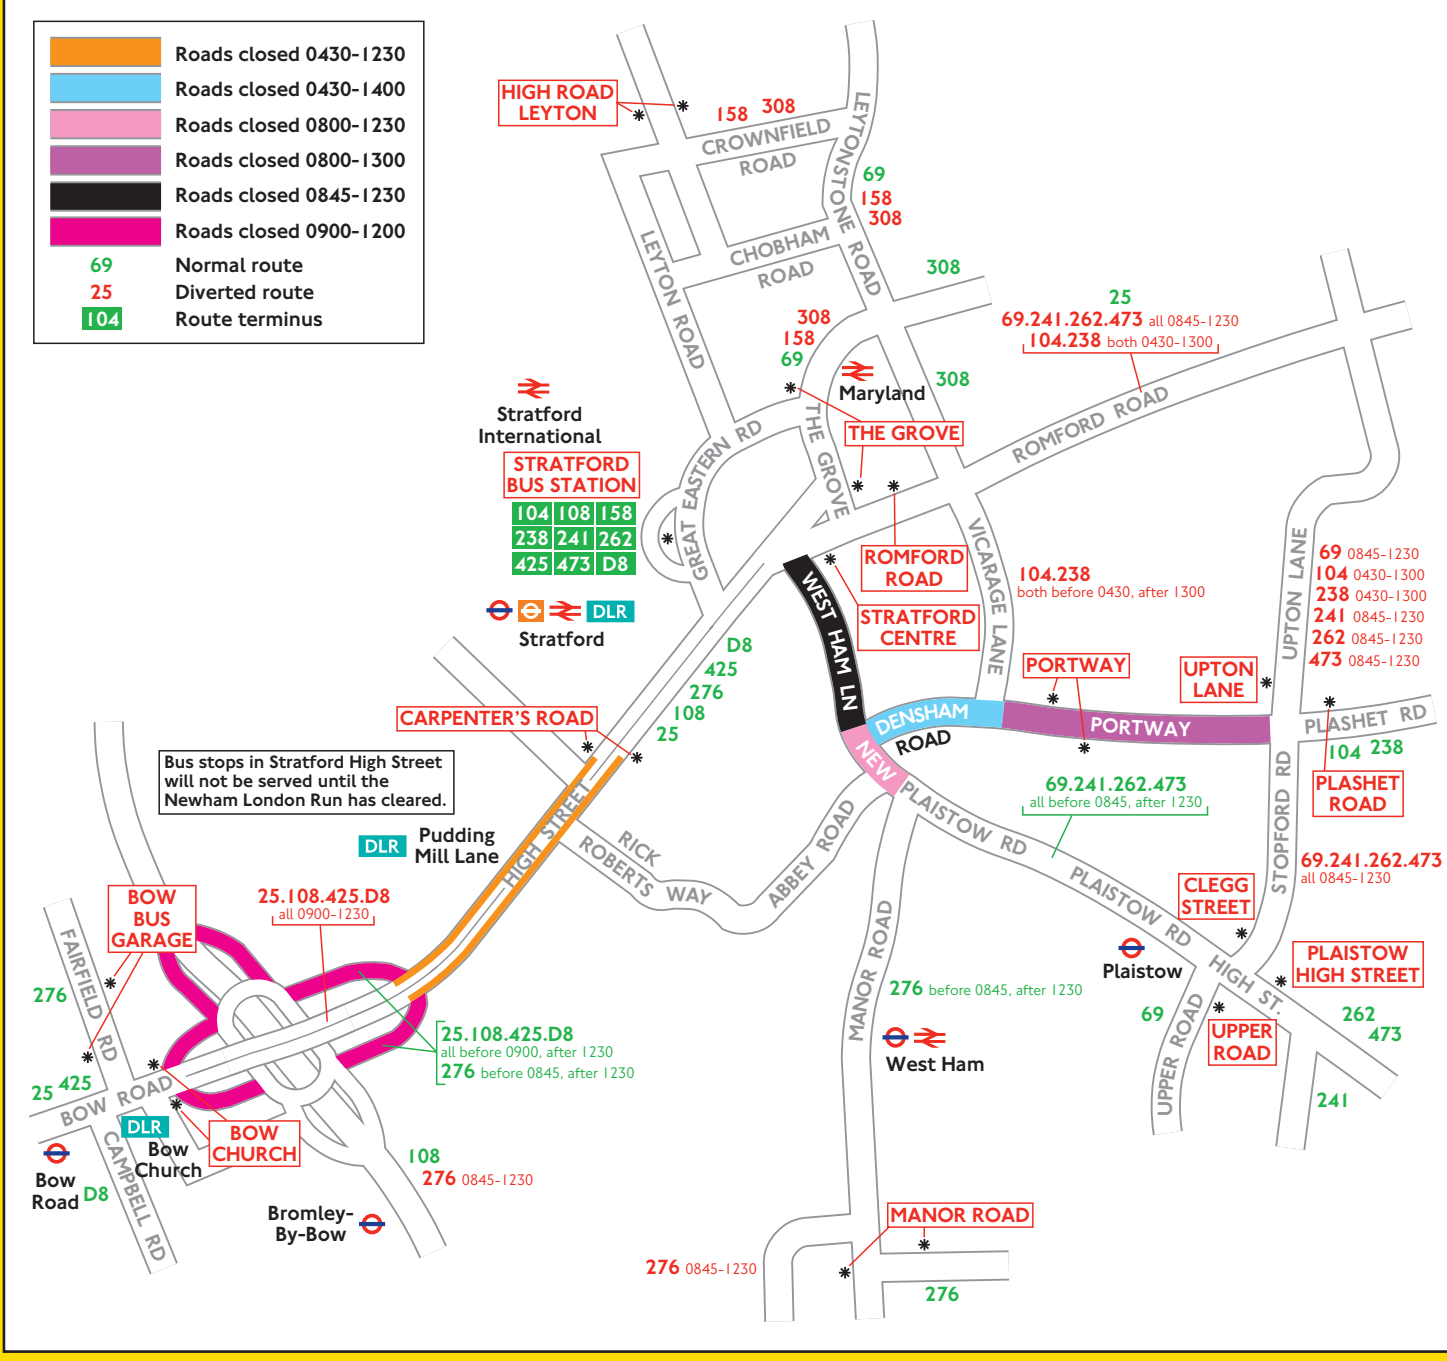 Roads closed 0430-1230
Roads closed 0430-1400
Roads closed 0800-1230
Roads closed 0800-1300
Roads closed 0845-1230
Roads closed 0900-1200
69 Normal route
25 Diverted route
104 Route terminus
HIGH ROAD
LEYTON
158 308
CROWNFIELD
ROAD
LEYTONSTONE ROAD
69
158
308
CHOBHAM
ROAD
LEYTON ROAD
308
308
158
69
Maryland
308
25
69.241.262.473 all 0845-1230
104.238 both 0430-1300
ROMFORD ROAD
Stratford
International
STRATFORD
BUS STATION
104 108 158
238 241 262
425 473 D8
GREAT EASTERN RD
THE GROVE
THE GROVE
ROMFORD
ROAD
STRATFORD
CENTRE
VICARAGE LANE
104.238
both before 0430, after 1300
UPTON LANE
69 0845-1230
104 0430-1300
238 0430-1300
241 0845-1230
262 0845-1230
473 0845-1230
DLR
Stratford
D8
425
276
108
25
WEST HAM LN
CARPENTER'S ROAD
PORTWAY
UPTON
LANE
DENSHAM
ROAD
PORTWAY
PLASHET RD
104 238
PLASHET
ROAD
NEW
PLAISTOW RD
69.241.262.473
all before 0845, after 1230
STOPFORD RD
Bus stops in Stratford High Street
will not be served until the
Newham London Run has cleared.
DLR
Pudding
Mill Lane
HIGH STREET
RICK
ROBERTS WAY
ABBEY ROAD
PLAISTOW RD
69.241.262.473
all 0845-1230
CLEGG
STREET
BOW
BUS
GARAGE
25.108.425.D8
all 0900-1230
MANOR ROAD
Plaistow
HIGH ST.
PLAISTOW
HIGH STREET
FAIRFIELD RD
276
276 before 0845, after 1230
69
UPPER ROAD
UPPER
ROAD
262
473
25.108.425.D8
all before 0900, after 1230
276 before 0845, after 1230
West Ham
25 425
BOW ROAD
241
DLR
Bow
Church
BOW
CHURCH
Bow
Road
D8
CAMPBELL RD
108
276 0845-1230
Bromley-
By-Bow
MANOR ROAD
276 0845-1230
276